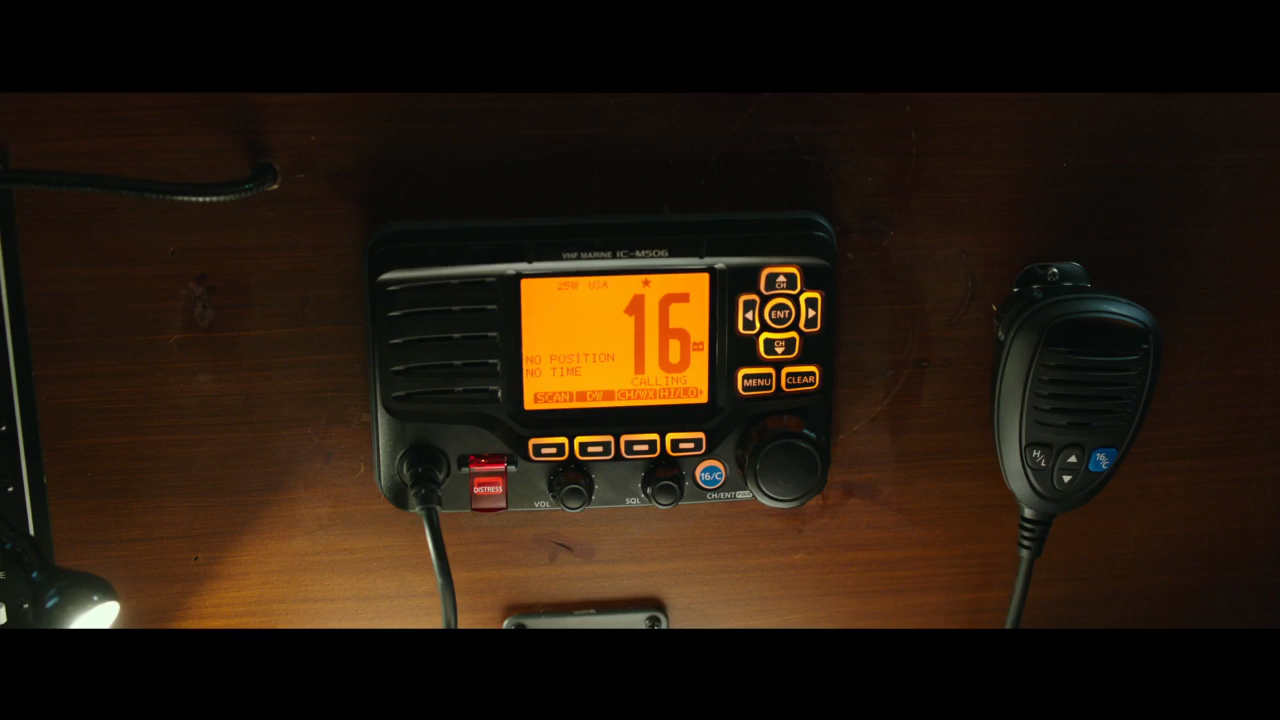 VHF MARINE IC-M506
25W USA
16
NO POSITION
NO TIME
CALLING
SCAN DW CH/WX HI/LO
CH
ENT
CH
MENU CLEAR
DISTRESS
VOL
SQL
16/C
CH/ENT PWR
H/L
16/C
E